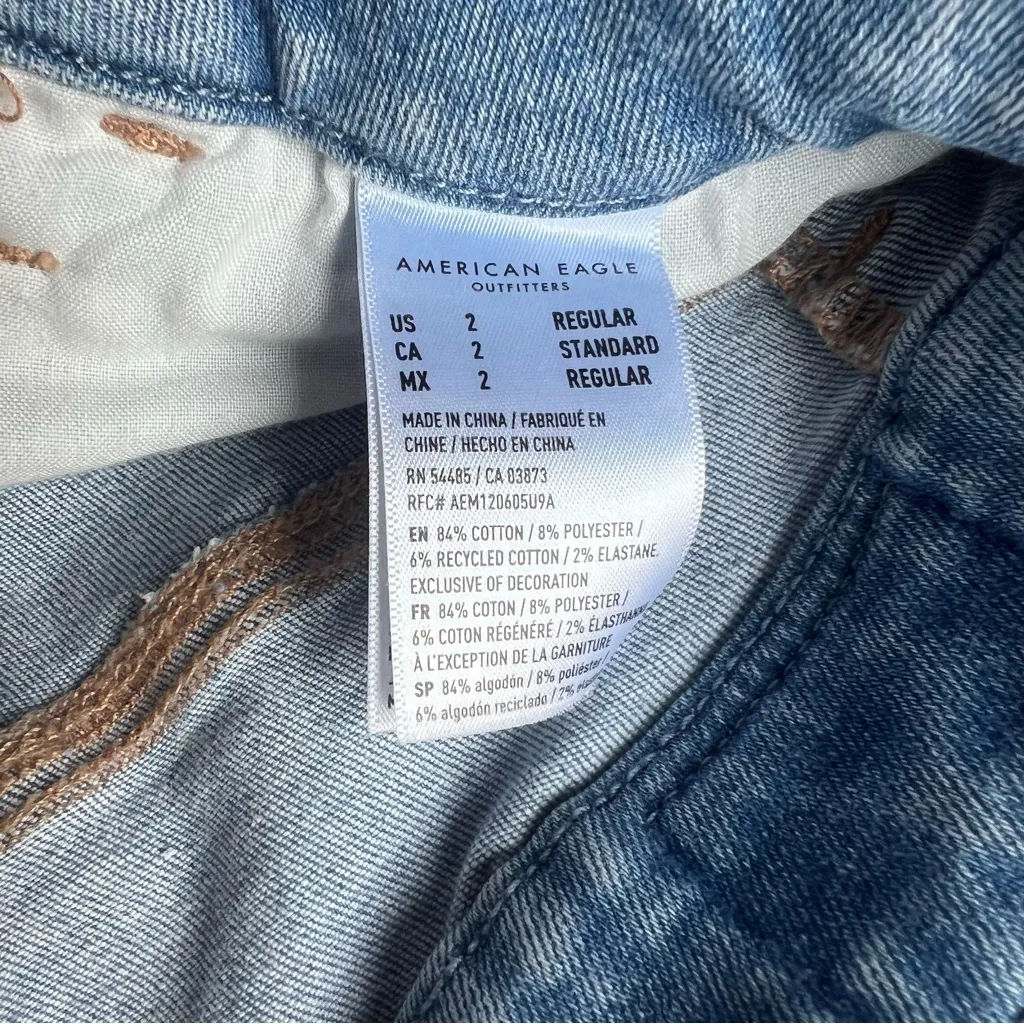 AMERICAN EAGLE
OUTFITTERS
US 2 REGULAR
CA 2 STANDARD
MX 2 REGULAR
MADE IN CHINA / FABRIQUÉ EN
CHINE / HECHO EN CHINA
RN 54485 / CA 03873
RFC# AEM120605U9A
EN 84% COTTON / 8% POLYESTER /
6% RECYCLED COTTON / 2% ELASTANE.
EXCLUSIVE OF DECORATION
FR 84% COTON / 8% POLYESTER /
6% COTON RÉGÉNÉRÉ / 2%
À L'EXCEPTION DE LA GARNITURE
SP 84% algodón / 8% poliéster /
6% algodón reciclado / 2%